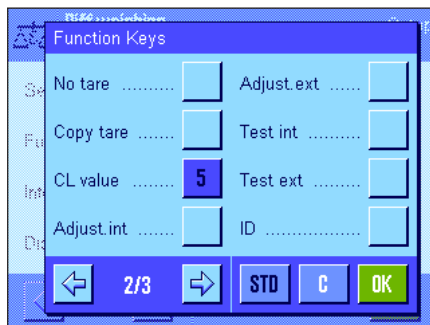 Function Keys
No tare ..........
Copy tare .......
CL value ........ 5
Adjust.int .......
Adjust.ext ......
Test int ..........
Test ext .........
ID ..................
2/3 STD C OK